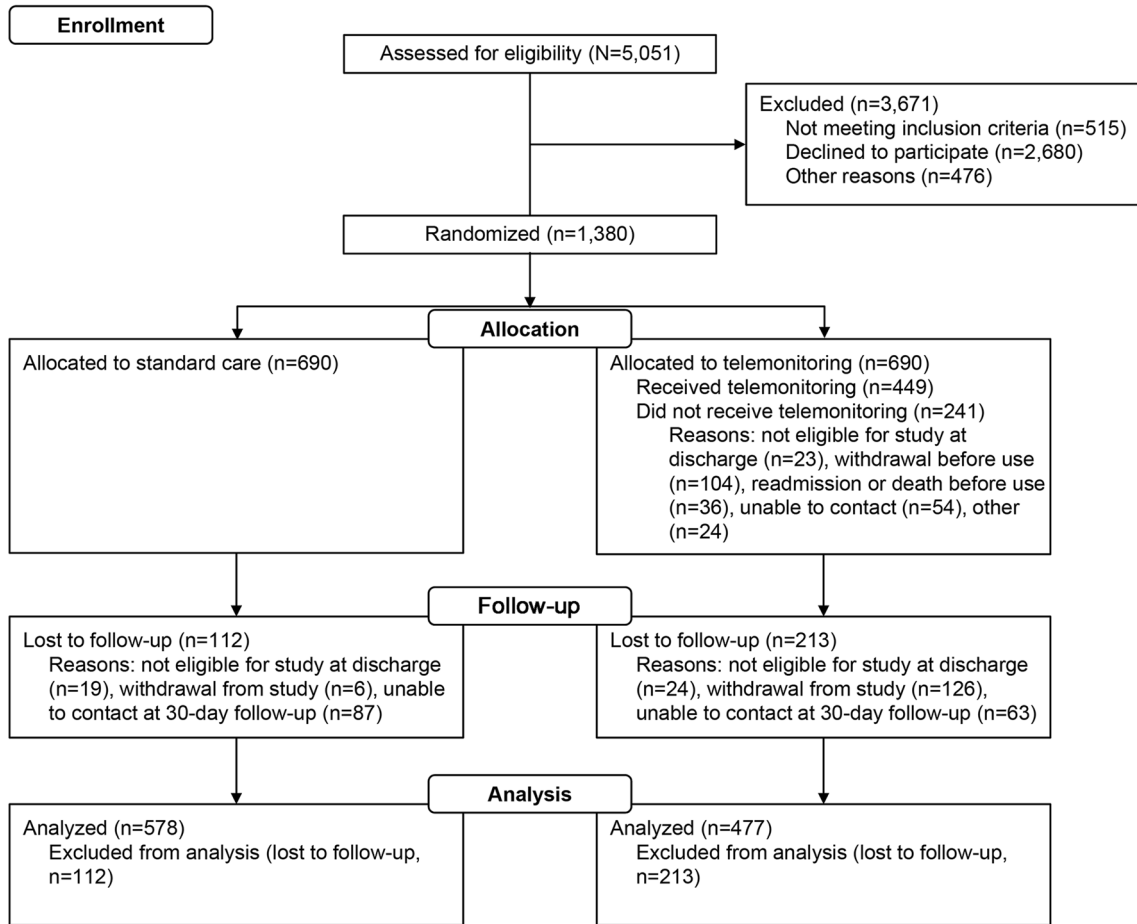 Enrollment
Assessed for eligibility (N=5,051)
Excluded (n=3,671)
Not meeting inclusion criteria (n=515)
Declined to participate (n=2,680)
Other reasons (n=476)
Randomized (n=1,380)
Allocation
Allocated to standard care (n=690)
Allocated to telemonitoring (n=690)
Received telemonitoring (n=449)
Did not receive telemonitoring (n=241)
Reasons: not eligible for study at
discharge (n=23), withdrawal before use
(n=104), readmission or death before use
(n=36), unable to contact (n=54), other
(n=24)
Follow-up
Lost to follow-up (n=112)
Reasons: not eligible for study at discharge
(n=19), withdrawal from study (n=6), unable
to contact at 30-day follow-up (n=87)
Lost to follow-up (n=213)
Reasons: not eligible for study at discharge
(n=24), withdrawal from study (n=126),
unable to contact at 30-day follow-up (n=63)
Analysis
Analyzed (n=578)
Excluded from analysis (lost to follow-up,
n=112)
Analyzed (n=477)
Excluded from analysis (lost to follow-up,
n=213)